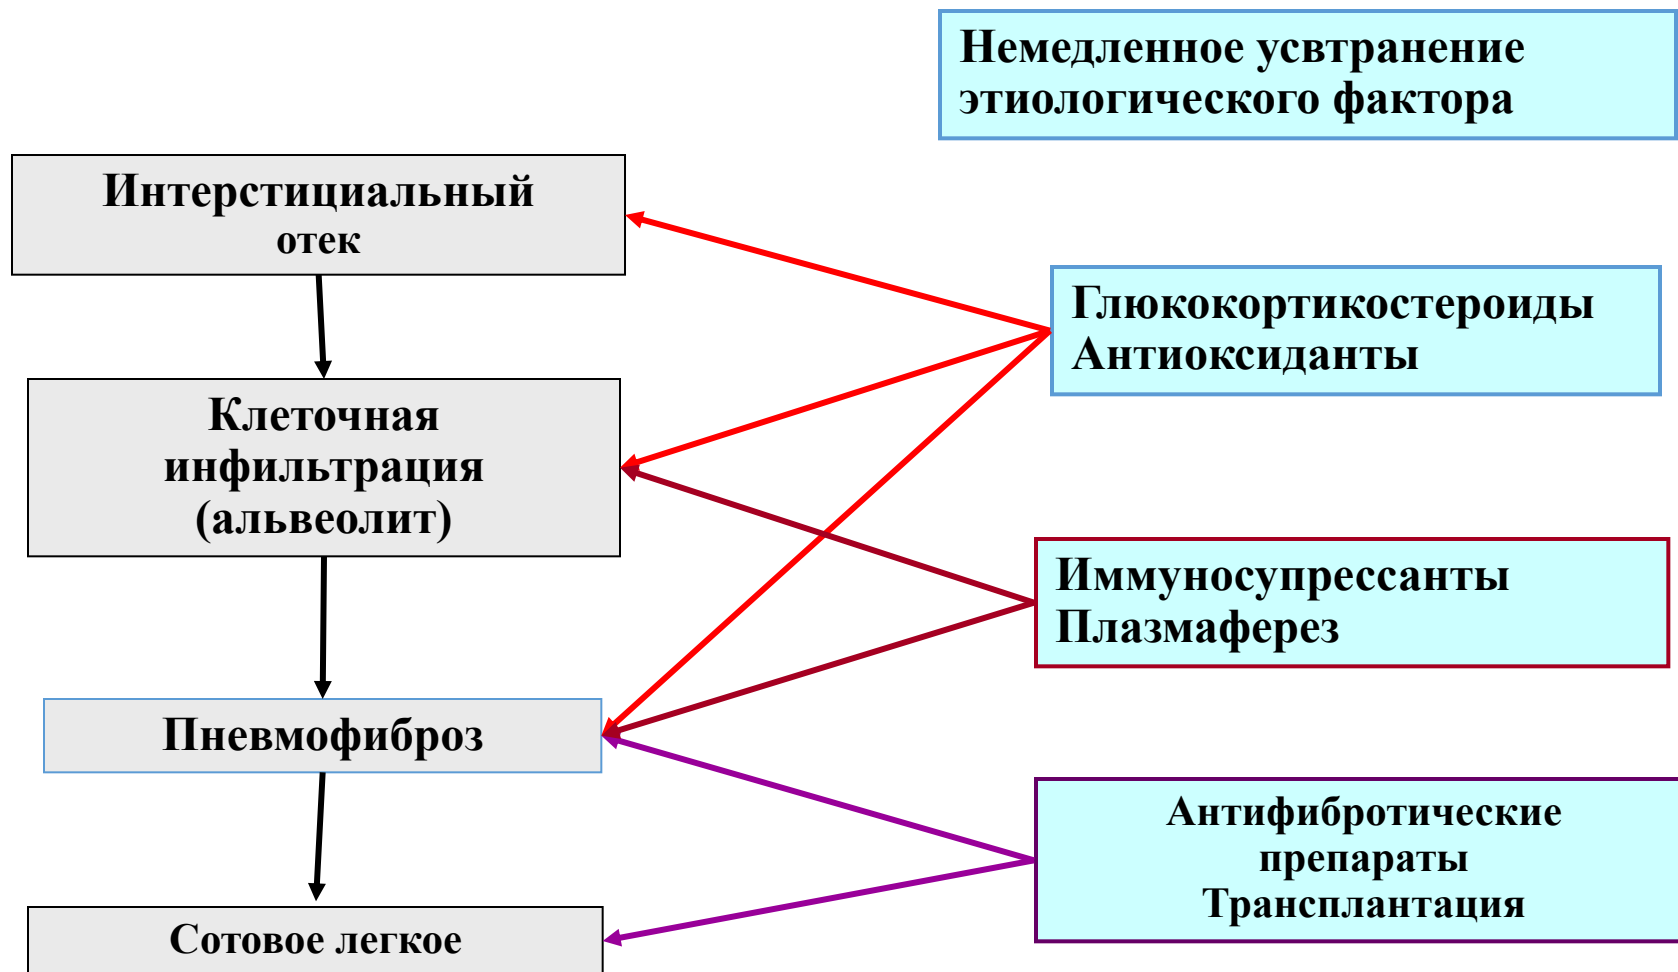 Немедленное усвтранение
этиологического фактора
Интерстициальный
отек
Глюкокортикостероиды
Антиоксиданты
Клеточная
инфильтрация
(альвеолит)
Иммуносупрессанты
Плазмаферез
Пневмофиброз
Антифибротические
препараты
Трансплантация
Сотовое легкое